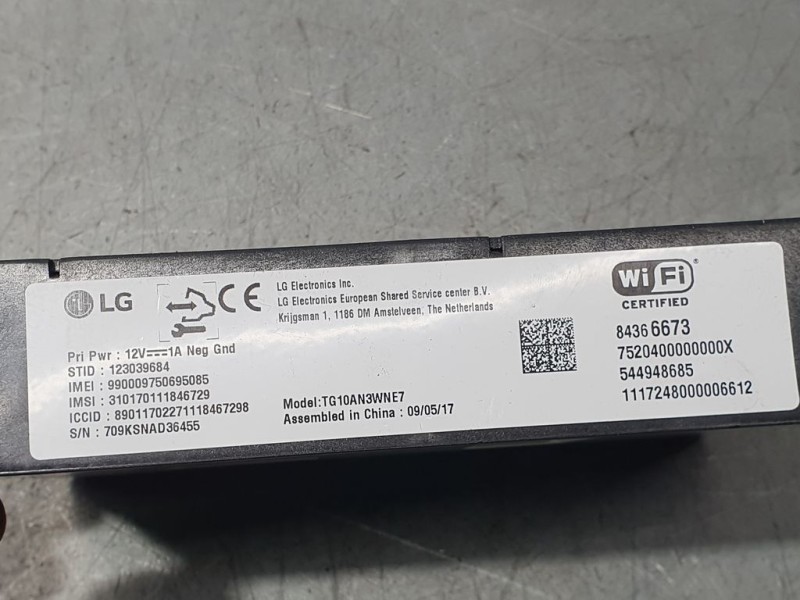 LG
CE
LG Electronics Inc.
LG Electronics European Shared Service center B.V.
Krijgsman 1, 1186 DM Amstelveen, The Netherlands
Wi Fi®
CERTIFIED
Pri Pwr : 12V⎓1A Neg Gnd
STID : 123039684
IMEI : 990009750695085
IMSI : 310170111846729
ICCID : 89011702271118467298
S/N : 709KSNAD36455
Model:TG10AN3WNE7
Assembled in China : 09/05/17
8436 6673
7520400000000X
544948685
1117248000006612